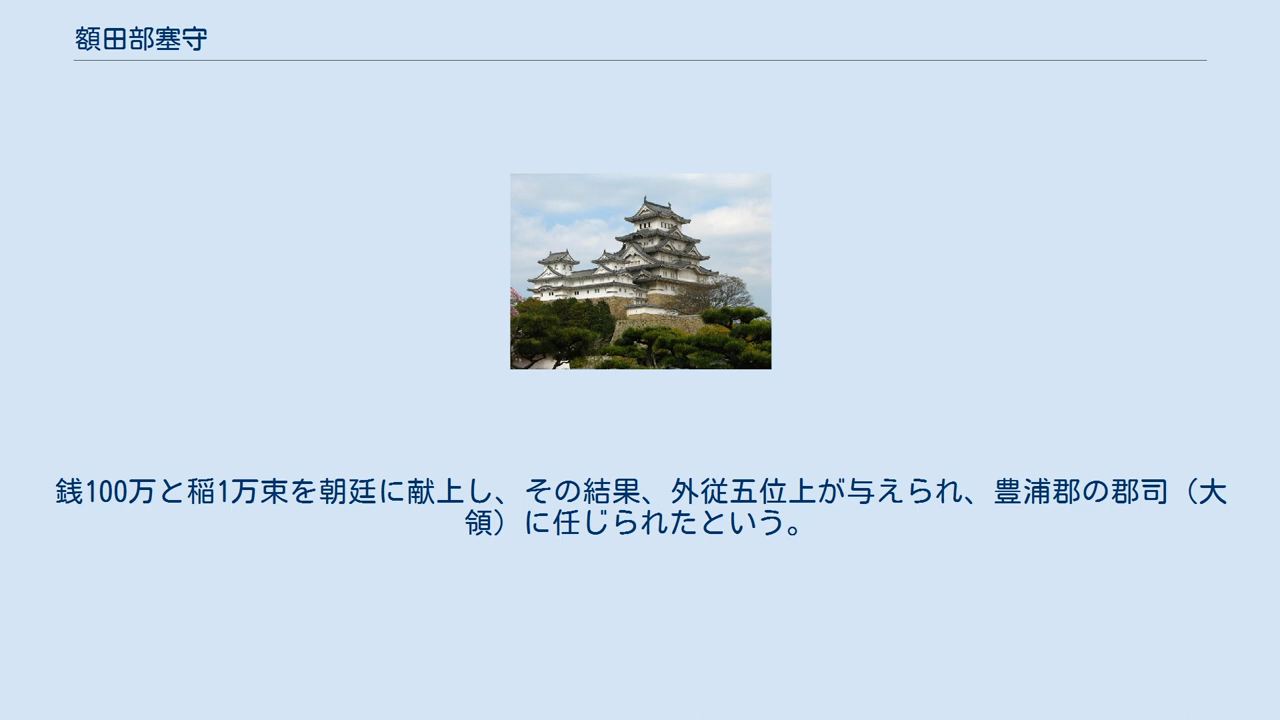 額田部塞守
銭100万と稲1万束を朝廷に献上し、その結果、外従五位上が与えられ、豊浦郡の郡司（大
領）に任じられたという。